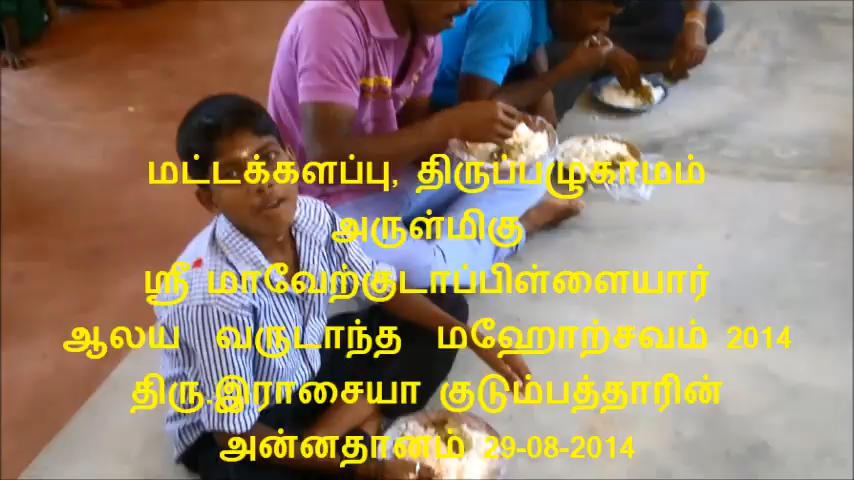 மட்டக்களப்பு, திருப்பழுகாமம்
அருள்மிகு
ஸ்ரீ மாவேற்குடாப்பிள்ளையார்
ஆலய வருடாந்த மஹோற்சவம் 2014
திரு.இராசையா குடும்பத்தாரின்
அன்னதானம் 29-08-2014